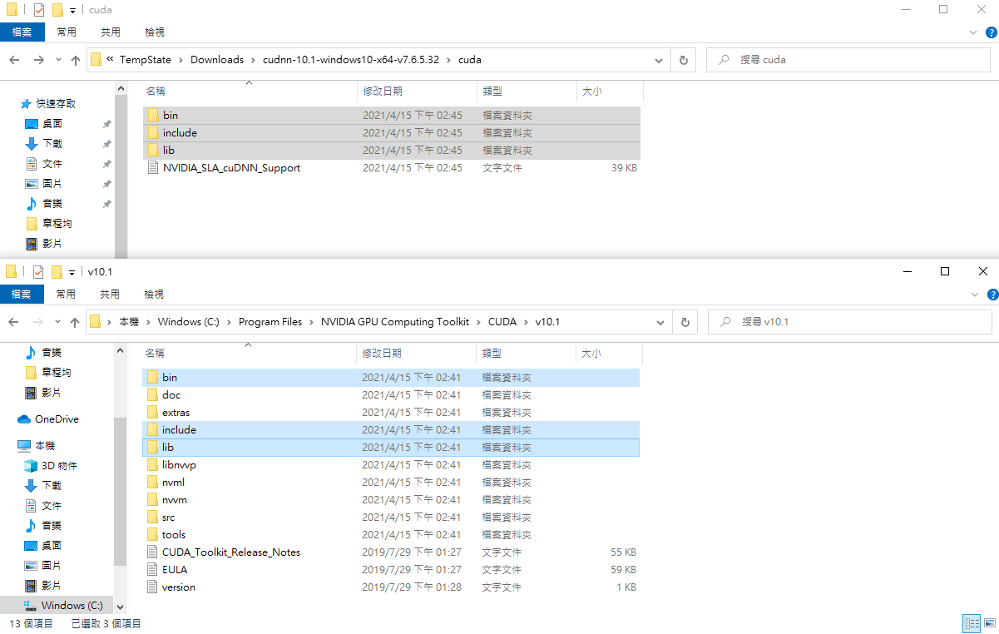 cuda
檔案 常用 共用 檢視
« TempState › Downloads › cudnn-10.1-windows10-x64-v7.6.5.32 › cuda 搜尋 cuda
名稱 修改日期 類型 大小
快速存取
桌面
下載
文件
圖片
音樂
章程均
影片
bin 2021/4/15 下午 02:45 檔案資料夾
include 2021/4/15 下午 02:45 檔案資料夾
lib 2021/4/15 下午 02:45 檔案資料夾
NVIDIA_SLA_cuDNN_Support 2021/4/15 下午 02:45 文字文件 39 KB
v10.1
檔案 常用 共用 檢視
本機 › Windows (C:) › Program Files › NVIDIA GPU Computing Toolkit › CUDA › v10.1 搜尋 v10.1
名稱 修改日期 類型 大小
音樂
章程均
影片
OneDrive
本機
3D 物件
下載
文件
音樂
桌面
圖片
影片
Windows (C:)
bin 2021/4/15 下午 02:41 檔案資料夾
doc 2021/4/15 下午 02:41 檔案資料夾
extras 2021/4/15 下午 02:41 檔案資料夾
include 2021/4/15 下午 02:41 檔案資料夾
lib 2021/4/15 下午 02:41 檔案資料夾
libnvvp 2021/4/15 下午 02:41 檔案資料夾
nvml 2021/4/15 下午 02:41 檔案資料夾
nvvm 2021/4/15 下午 02:41 檔案資料夾
src 2021/4/15 下午 02:41 檔案資料夾
tools 2021/4/15 下午 02:41 檔案資料夾
CUDA_Toolkit_Release_Notes 2019/7/29 下午 01:27 文字文件 55 KB
EULA 2019/7/29 下午 01:27 文字文件 59 KB
version 2019/7/29 下午 01:28 文字文件 1 KB
13 個項目 已選取 3 個項目